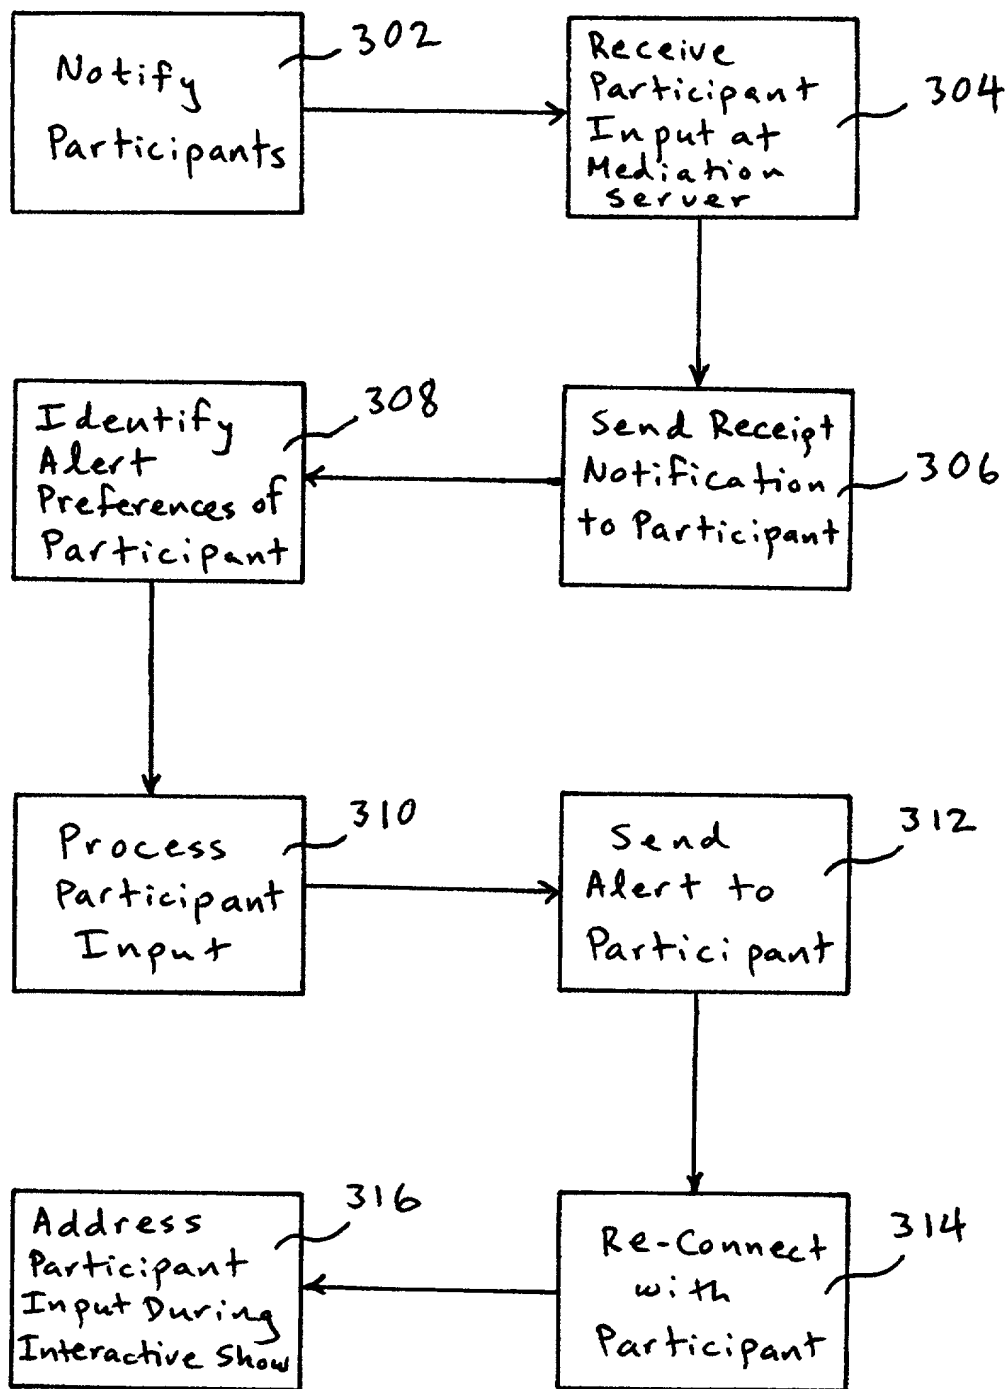 Notify
Participants
302
Receive
Participant
Input at
Mediation
server
304
Send Receipt
Notification
to Participant
306
Identify
Alert
Preferences of
Participant
308
Process
Participant
Input
310
Send
Alert to
Participant
312
Re-Connect
with
Participant
314
Address
Participant
Input During
Interactive Show
316